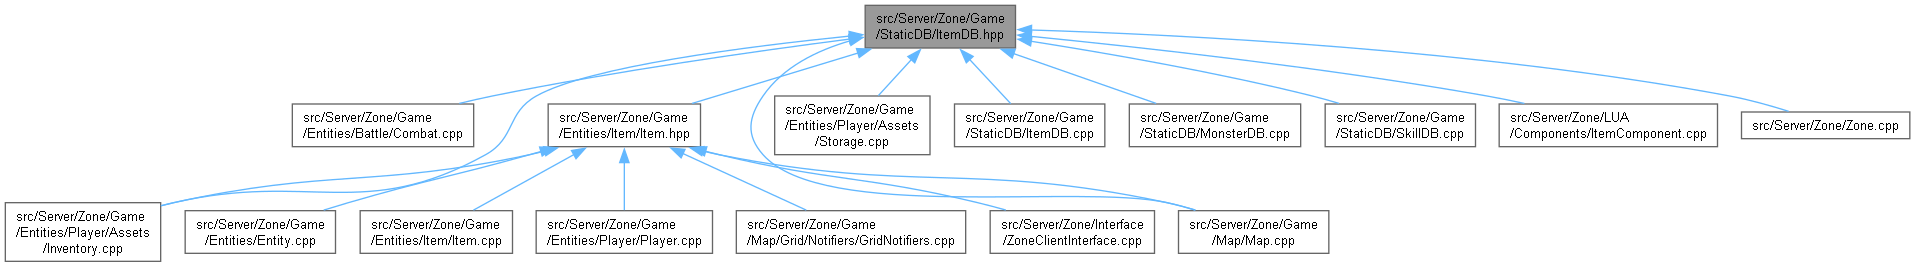 src/Server/Zone/Game
/StaticDB/ItemDB.hpp
src/Server/Zone/Game
/Entities/Battle/Combat.cpp
src/Server/Zone/Game
/Entities/Item/Item.hpp
src/Server/Zone/Game
/Entities/Player/Assets
/Storage.cpp
src/Server/Zone/Game
/StaticDB/ItemDB.cpp
src/Server/Zone/Game
/StaticDB/MonsterDB.cpp
src/Server/Zone/Game
/StaticDB/SkillDB.cpp
src/Server/Zone/LUA
/Components/ItemComponent.cpp
src/Server/Zone/Zone.cpp
src/Server/Zone/Game
/Entities/Player/Assets
/Inventory.cpp
src/Server/Zone/Game
/Entities/Entity.cpp
src/Server/Zone/Game
/Entities/Item/Item.cpp
src/Server/Zone/Game
/Entities/Player/Player.cpp
src/Server/Zone/Game
/Map/Grid/Notifiers/GridNotifiers.cpp
src/Server/Zone/Interface
/ZoneClientInterface.cpp
src/Server/Zone/Game
/Map/Map.cpp